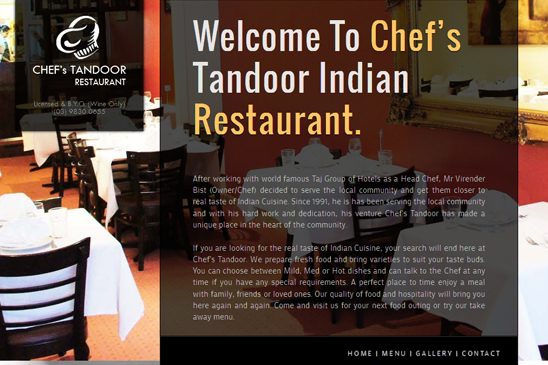 CHEF's TANDOOR
RESTAURANT
Licensed & B.Y.O. (Wine Only)
(03) 9830 0655
Welcome To Chef's
Tandoor Indian
Restaurant.
After working with world famous Taj Group of Hotels as a Head Chef, Mr Virender
Bist (Owner/Chef) decided to serve the local community and get them closer to
real taste of Indian Cuisine. Since 1991, he is has been serving the local community
and with his hard work and dedication, his venture Chef's Tandoor has made a
unique place in the heart of the community.
If you are looking for the real taste of Indian Cuisine, your search will end here at
Chef's Tandoor. We prepare fresh food and bring varieties to suit your taste buds.
You can choose between Mild, Med or Hot dishes and can talk to the Chef at any
time if you have any special requirements. A perfect place to time enjoy a meal
with family, friends or loved ones. Our quality of food and hospitality will bring you
here again and again. Come and visit us for your next food outing or try our take
away menu.
HOME | MENU | GALLERY | CONTACT